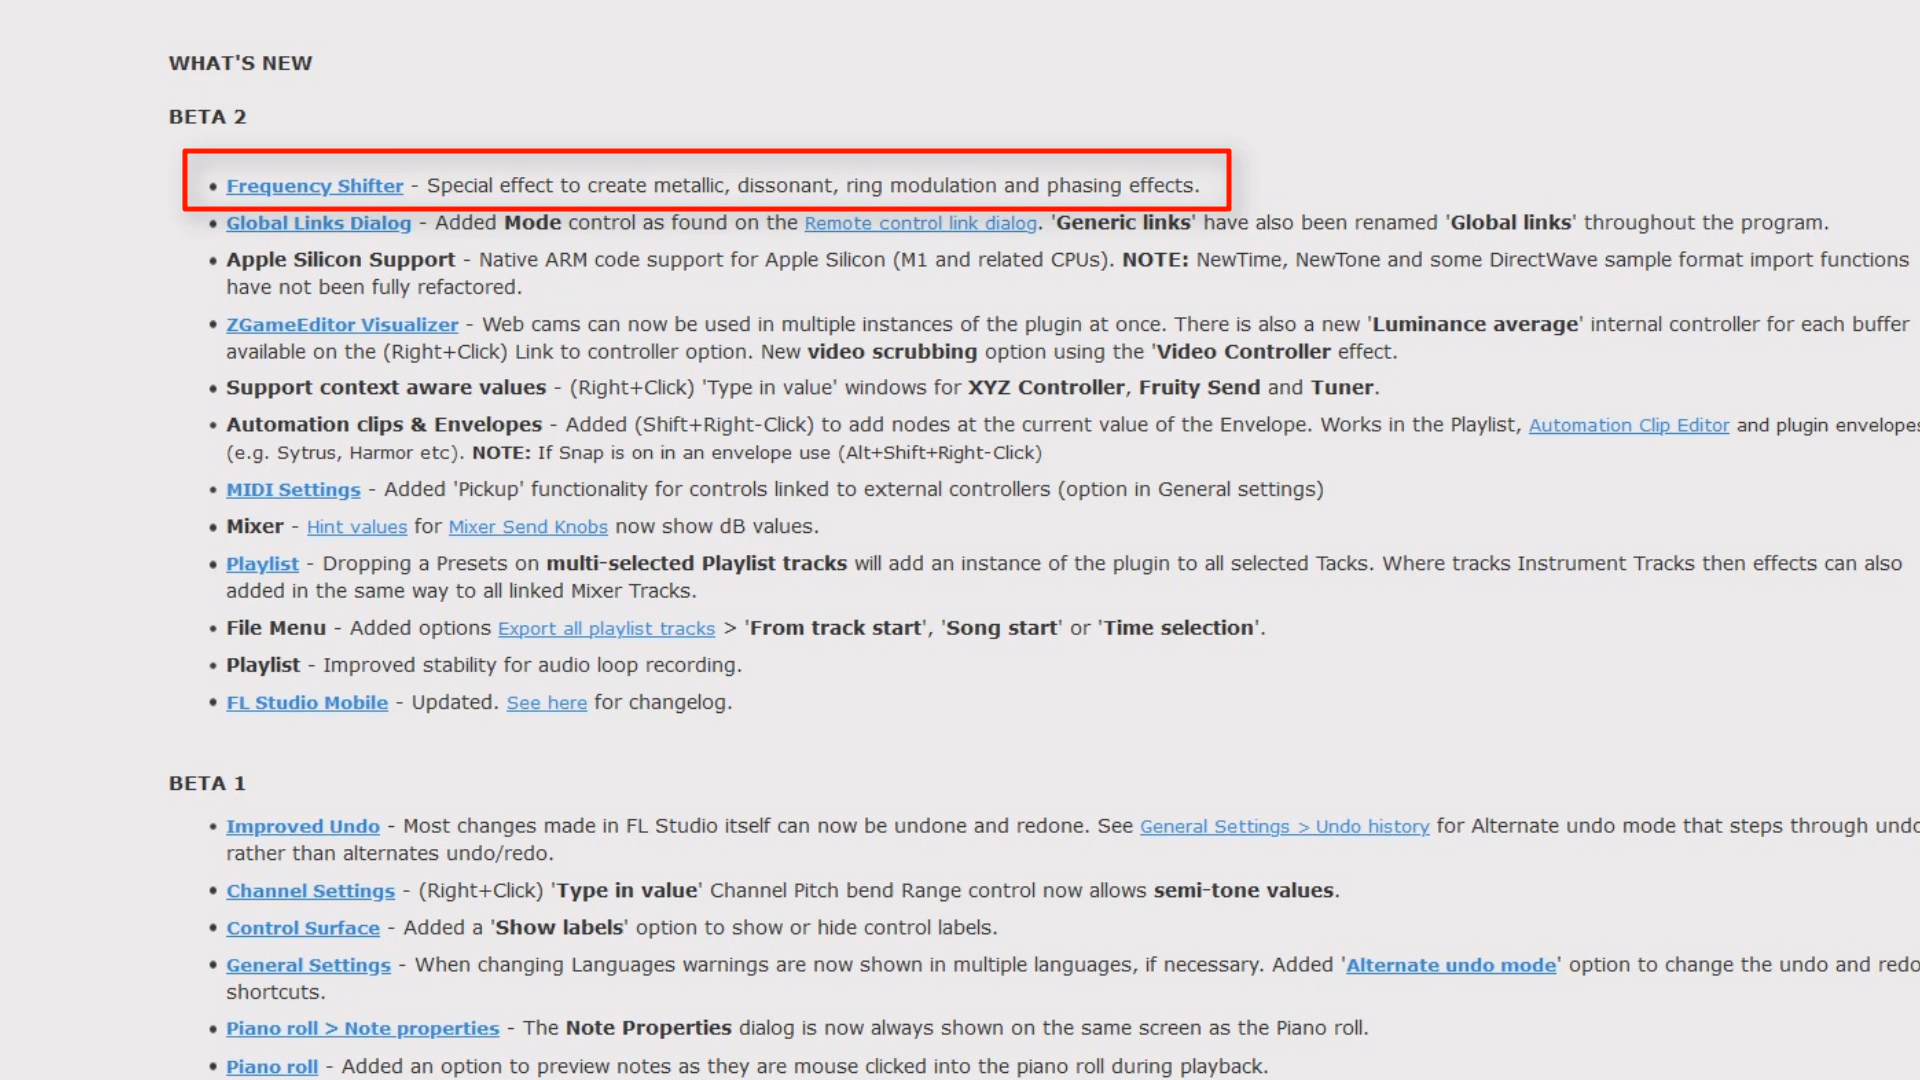 WHAT'S NEW
BETA 2
• Frequency Shifter - Special effect to create metallic, dissonant, ring modulation and phasing effects.
• Global Links Dialog - Added Mode control as found on the Remote control link dialog. 'Generic links' have also been renamed 'Global links' throughout the program.
• Apple Silicon Support - Native ARM code support for Apple Silicon (M1 and related CPUs). NOTE: NewTime, NewTone and some DirectWave sample format import functions
have not been fully refactored.
• ZGameEditor Visualizer - Web cams can now be used in multiple instances of the plugin at once. There is also a new 'Luminance average' internal controller for each buffer
available on the (Right+Click) Link to controller option. New video scrubbing option using the 'Video Controller effect.
• Support context aware values - (Right+Click) 'Type in value' windows for XYZ Controller, Fruity Send and Tuner.
• Automation clips & Envelopes - Added (Shift+Right-Click) to add nodes at the current value of the Envelope. Works in the Playlist, Automation Clip Editor and plugin envelopes
(e.g. Sytrus, Harmor etc). NOTE: If Snap is on in an envelope use (Alt+Shift+Right-Click)
• MIDI Settings - Added 'Pickup' functionality for controls linked to external controllers (option in General settings)
• Mixer - Hint values for Mixer Send Knobs now show dB values.
• Playlist - Dropping a Presets on multi-selected Playlist tracks will add an instance of the plugin to all selected Tacks. Where tracks Instrument Tracks then effects can also
added in the same way to all linked Mixer Tracks.
• File Menu - Added options Export all playlist tracks > 'From track start', 'Song start' or 'Time selection'.
• Playlist - Improved stability for audio loop recording.
• FL Studio Mobile - Updated. See here for changelog.
BETA 1
• Improved Undo - Most changes made in FL Studio itself can now be undone and redone. See General Settings > Undo history for Alternate undo mode that steps through undo
rather than alternates undo/redo.
• Channel Settings - (Right+Click) 'Type in value' Channel Pitch bend Range control now allows semi-tone values.
• Control Surface - Added a 'Show labels' option to show or hide control labels.
• General Settings - When changing Languages warnings are now shown in multiple languages, if necessary. Added 'Alternate undo mode' option to change the undo and redo
shortcuts.
• Piano roll > Note properties - The Note Properties dialog is now always shown on the same screen as the Piano roll.
• Piano roll - Added an option to preview notes as they are mouse clicked into the piano roll during playback.